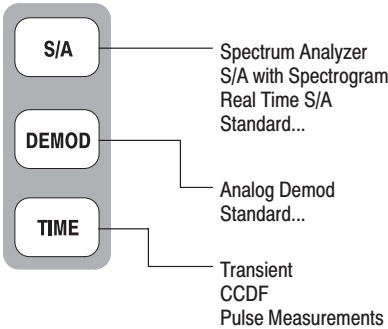 S/A
Spectrum Analyzer
S/A with Spectrogram
Real Time S/A
Standard...
DEMOD
Analog Demod
Standard...
TIME
Transient
CCDF
Pulse Measurements